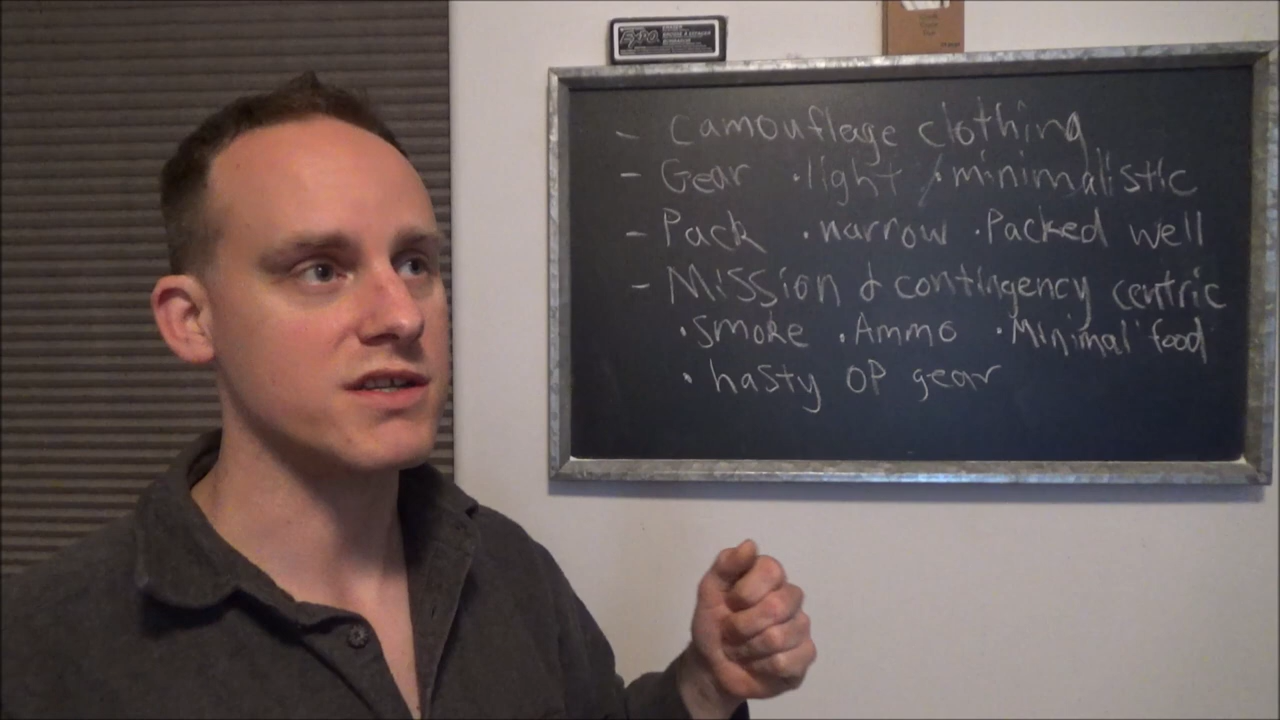 EXPO
- Camouflage clothing
- Gear ·light /·minimalistic
- Pack ·narrow ·Packed well
- Mission & contingency centric
·Smoke ·Ammo ·Minimal food
·hasty OP gear